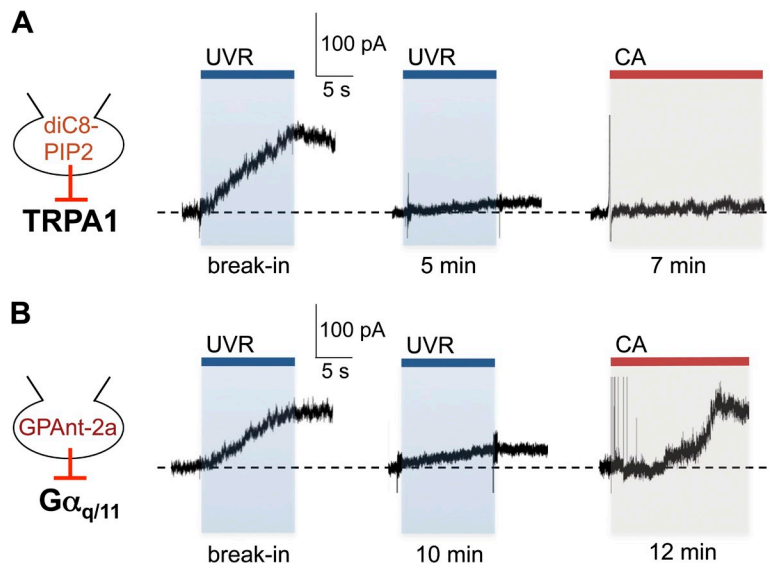 A
UVR
100 pA
5 s
UVR
CA
diC8-
PIP2
TRPA1
break-in
5 min
7 min
B
UVR
100 pA
5 s
UVR
CA
GPAnt-2a
Gαq/11
break-in
10 min
12 min